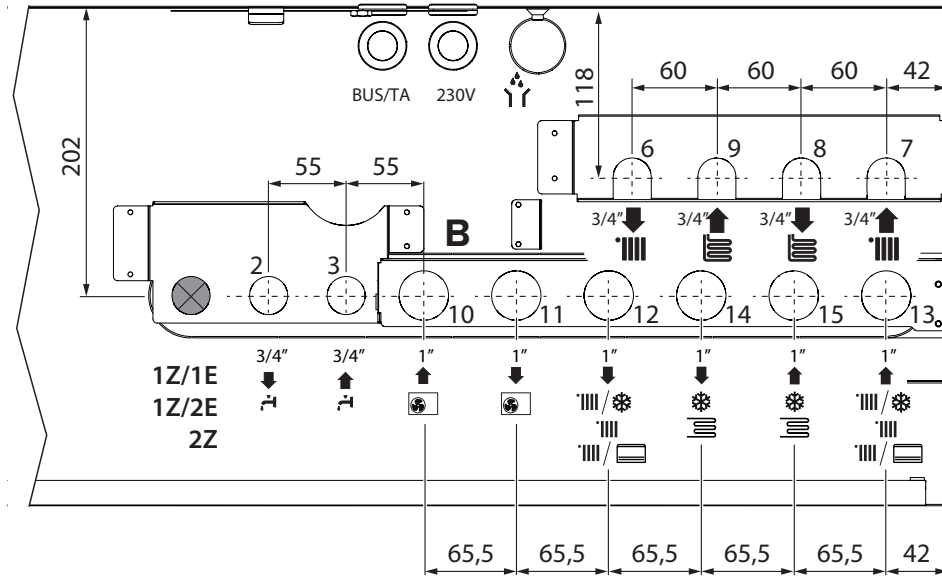 BUS/TA 230V
118
60 60 60 42
202
55 55
6 9 8 7
3/4" 3/4" 3/4" 3/4"
B
2 3
10 11 12 14 15 13
3/4" 3/4" 1" 1" 1" 1" 1" 1"
1Z/1E
1Z/2E
2Z
65,5 65,5 65,5 65,5 65,5 42